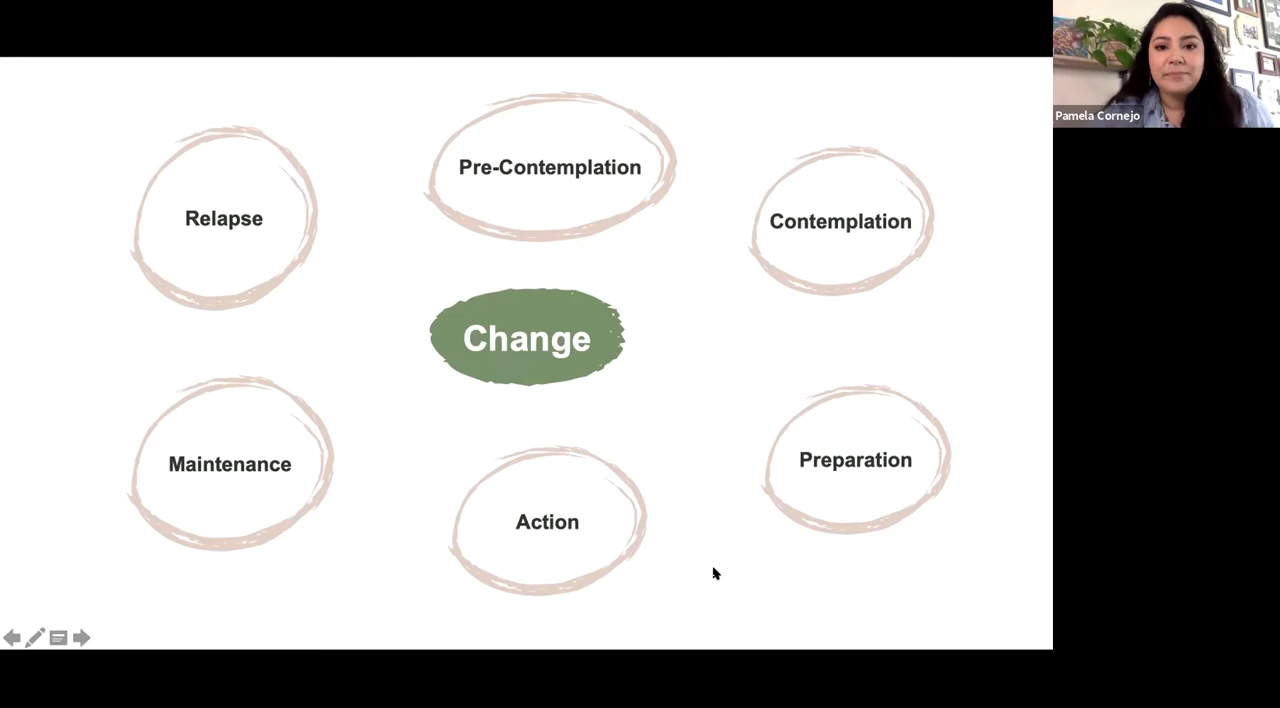 Pre-Contemplation
Relapse
Contemplation
Change
Maintenance
Preparation
Action
Pamela Cornejo